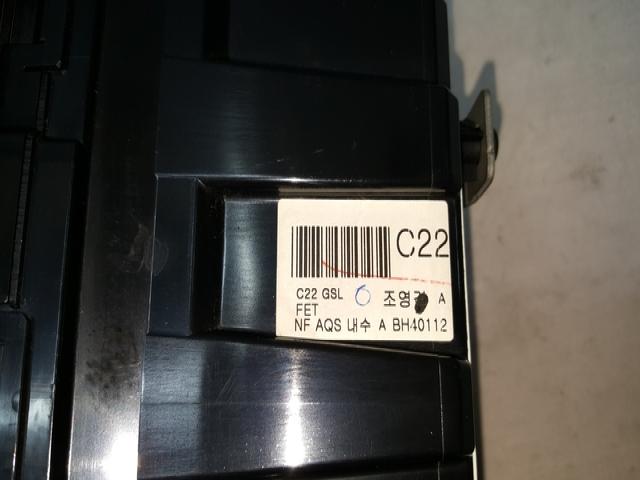 C22
C22 GSL 조영 A
FET
NF AQS 내수 A BH40112